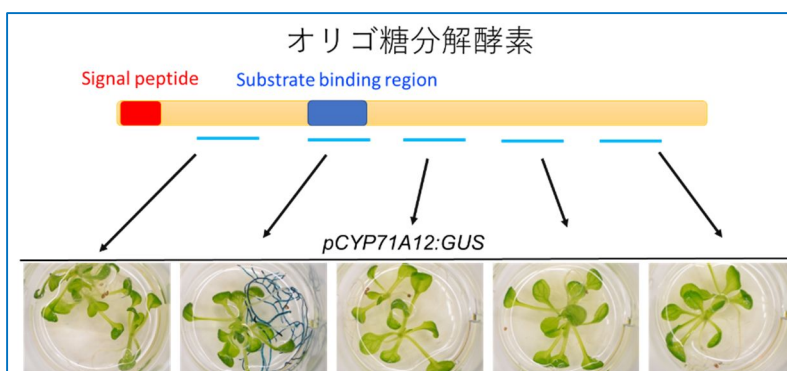 オリゴ糖分解酵素
Signal peptide
Substrate binding region
pCYP71A12:GUS